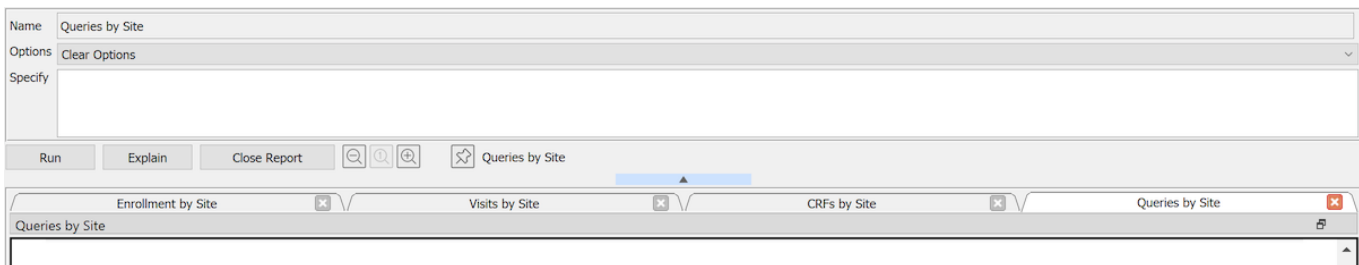 Name Queries by Site
Options Clear Options
Specify
Run Explain Close Report Queries by Site
Enrollment by Site Visits by Site CRFs by Site Queries by Site
Queries by Site